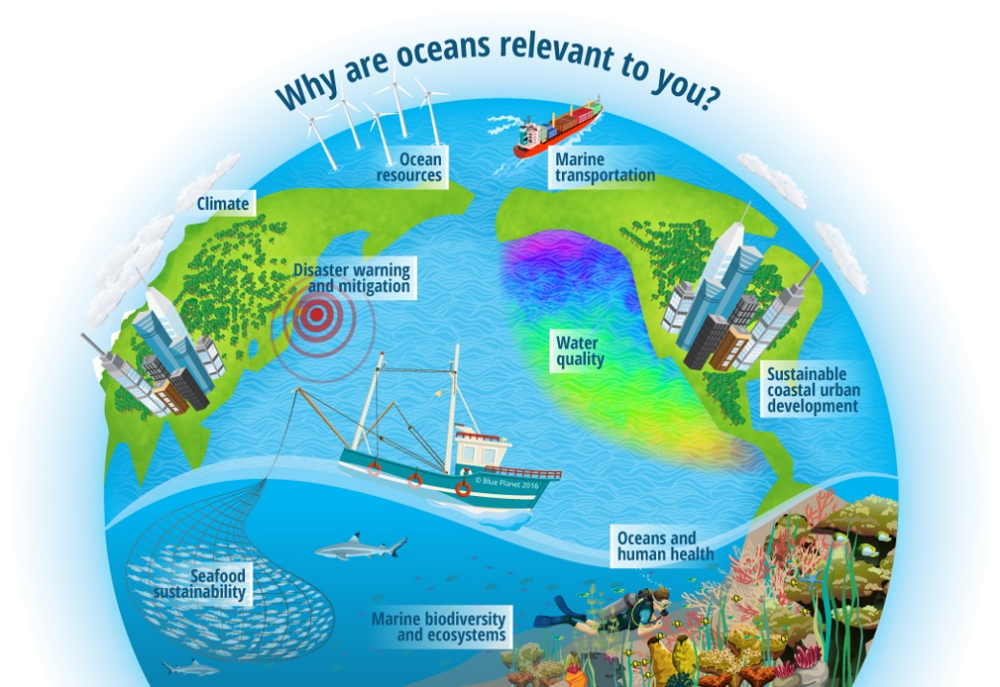 Why are oceans relevant to you?
Ocean
resources
Marine
transportation
Climate
Disaster warning
and mitigation
Water
quality
Sustainable
coastal urban
development
© Blue Planet 2016
Oceans and
human health
Seafood
sustainability
Marine biodiversity
and ecosystems